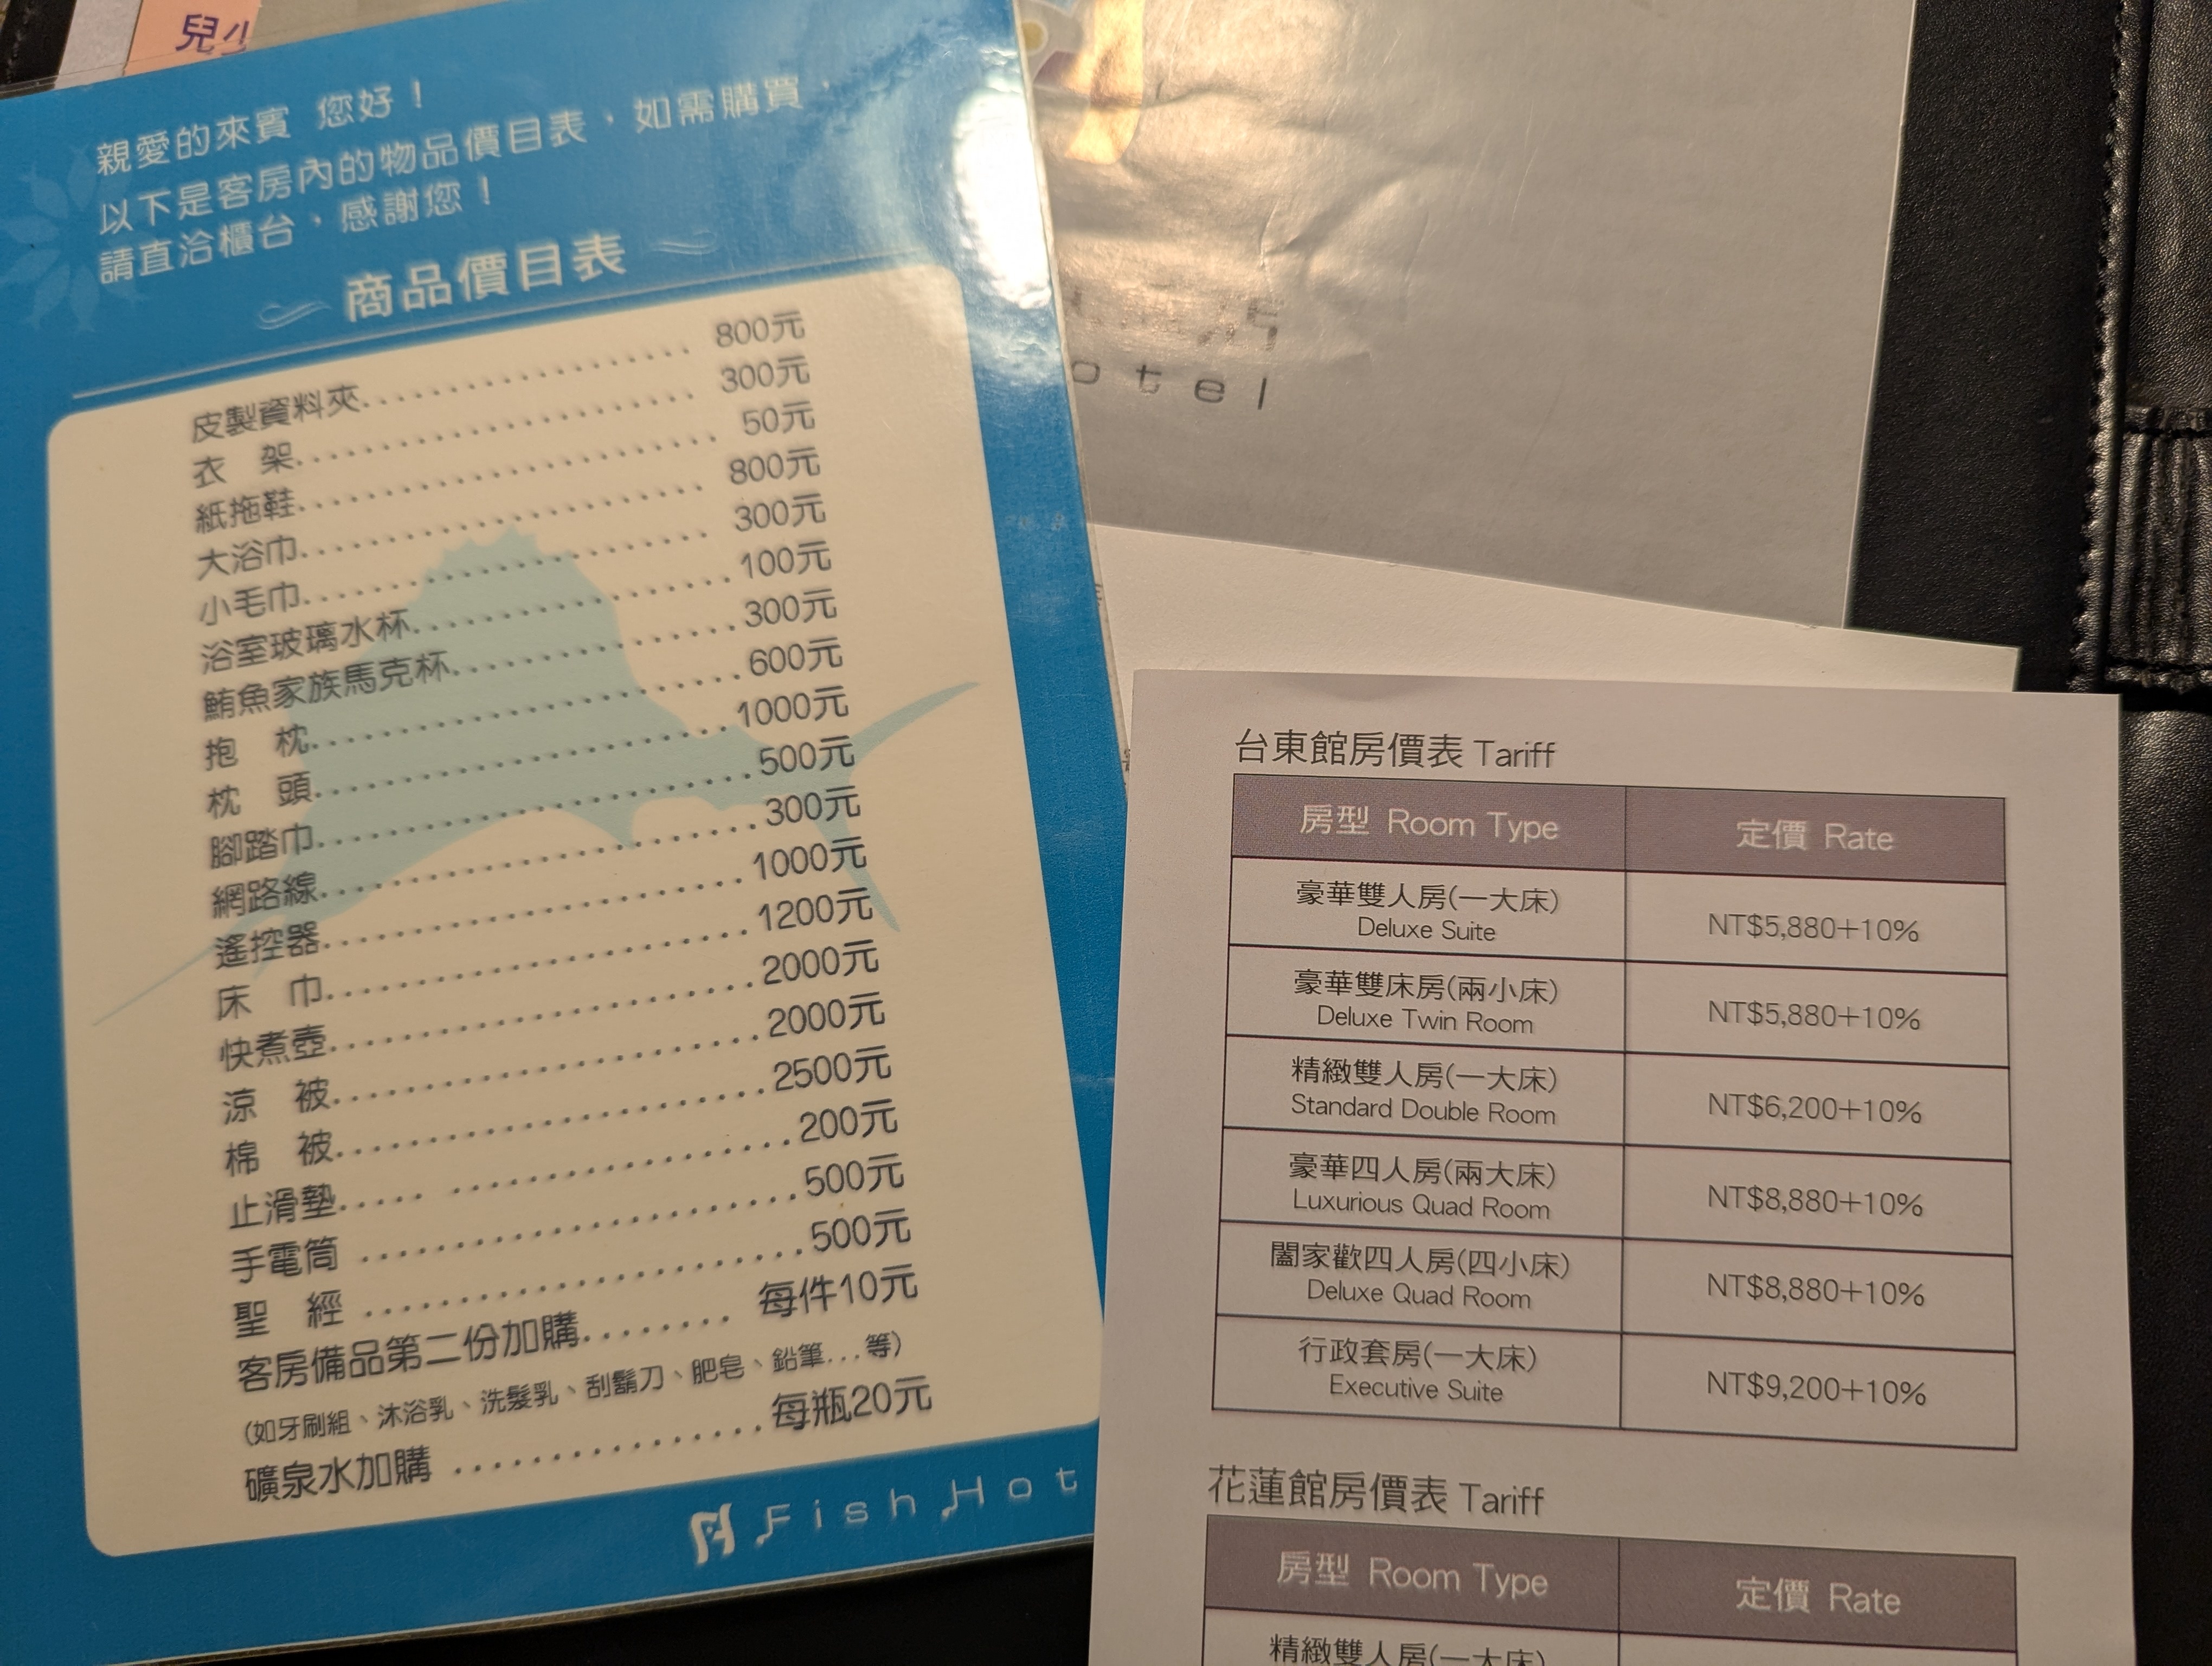 兒少
親愛的來賓 您好！
以下是客房內的物品價目表，如需購買，
請直洽櫃台，感謝您！
商品價目表
皮製資料夾.................... 800元
衣 架.................... 300元
紙拖鞋.................... 50元
大浴巾.................... 800元
小毛巾.................... 300元
浴室玻璃水杯....................100元
鮪魚家族馬克杯....................300元
抱 枕....................600元
枕 頭....................1000元
腳踏巾....................500元
網路線....................300元
遙控器....................1000元
床 巾....................1200元
快煮壺....................2000元
涼 被....................2000元
棉 被....................2500元
止滑墊..... ....................200元
手電筒 ....................500元
聖 經 ....................500元
客房備品第二份加購........ 每件10元
(如牙刷組、沐浴乳、洗髮乳、刮鬍刀、肥皂、鉛筆...等)
礦泉水加購 ..............每瓶20元
Fish Hot
otel
台東館房價表 Tariff
房型 Room Type 定價 Rate
豪華雙人房(一大床)
Deluxe Suite
NT$5,880+10%
豪華雙床房(兩小床)
Deluxe Twin Room
NT$5,880+10%
精緻雙人房(一大床)
Standard Double Room
NT$6,200+10%
豪華四人房(兩大床)
Luxurious Quad Room
NT$8,880+10%
闔家歡四人房(四小床)
Deluxe Quad Room
NT$8,880+10%
行政套房(一大床)
Executive Suite
NT$9,200+10%
花蓮館房價表 Tariff
房型 Room Type 定價 Rate
精緻雙人房(一大床)